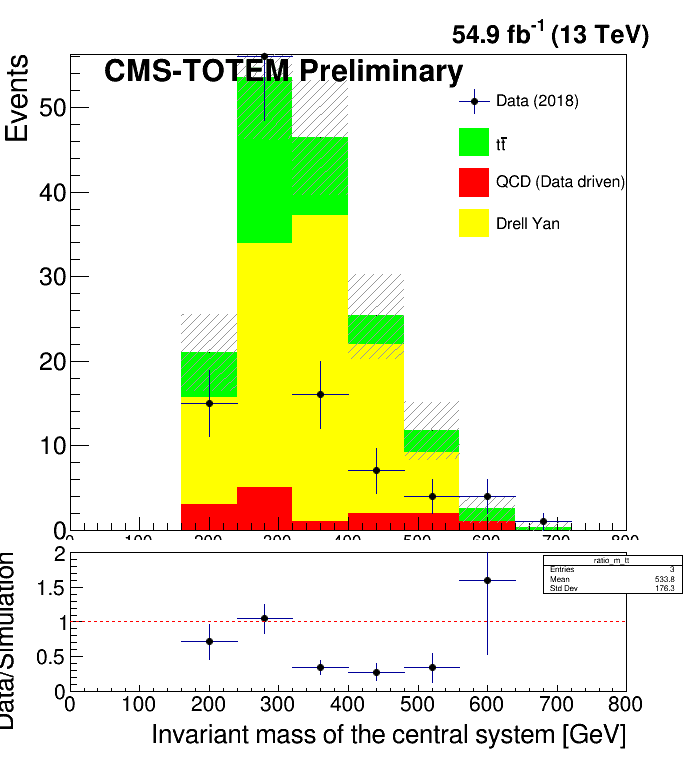 54.9 fb-1 (13 TeV)
CMS-TOTEM Preliminary
Events
50
40
30
20
10
0
Data (2018)
tt̄
QCD (Data driven)
Drell Yan
0 100 200 300 400 500 600 700 800
Data/Simulation
2
1.5
1
0.5
0
ratio_m_tt
Entries 3
Mean 533.8
Std Dev 176.3
0 100 200 300 400 500 600 700 800
Invariant mass of the central system [GeV]